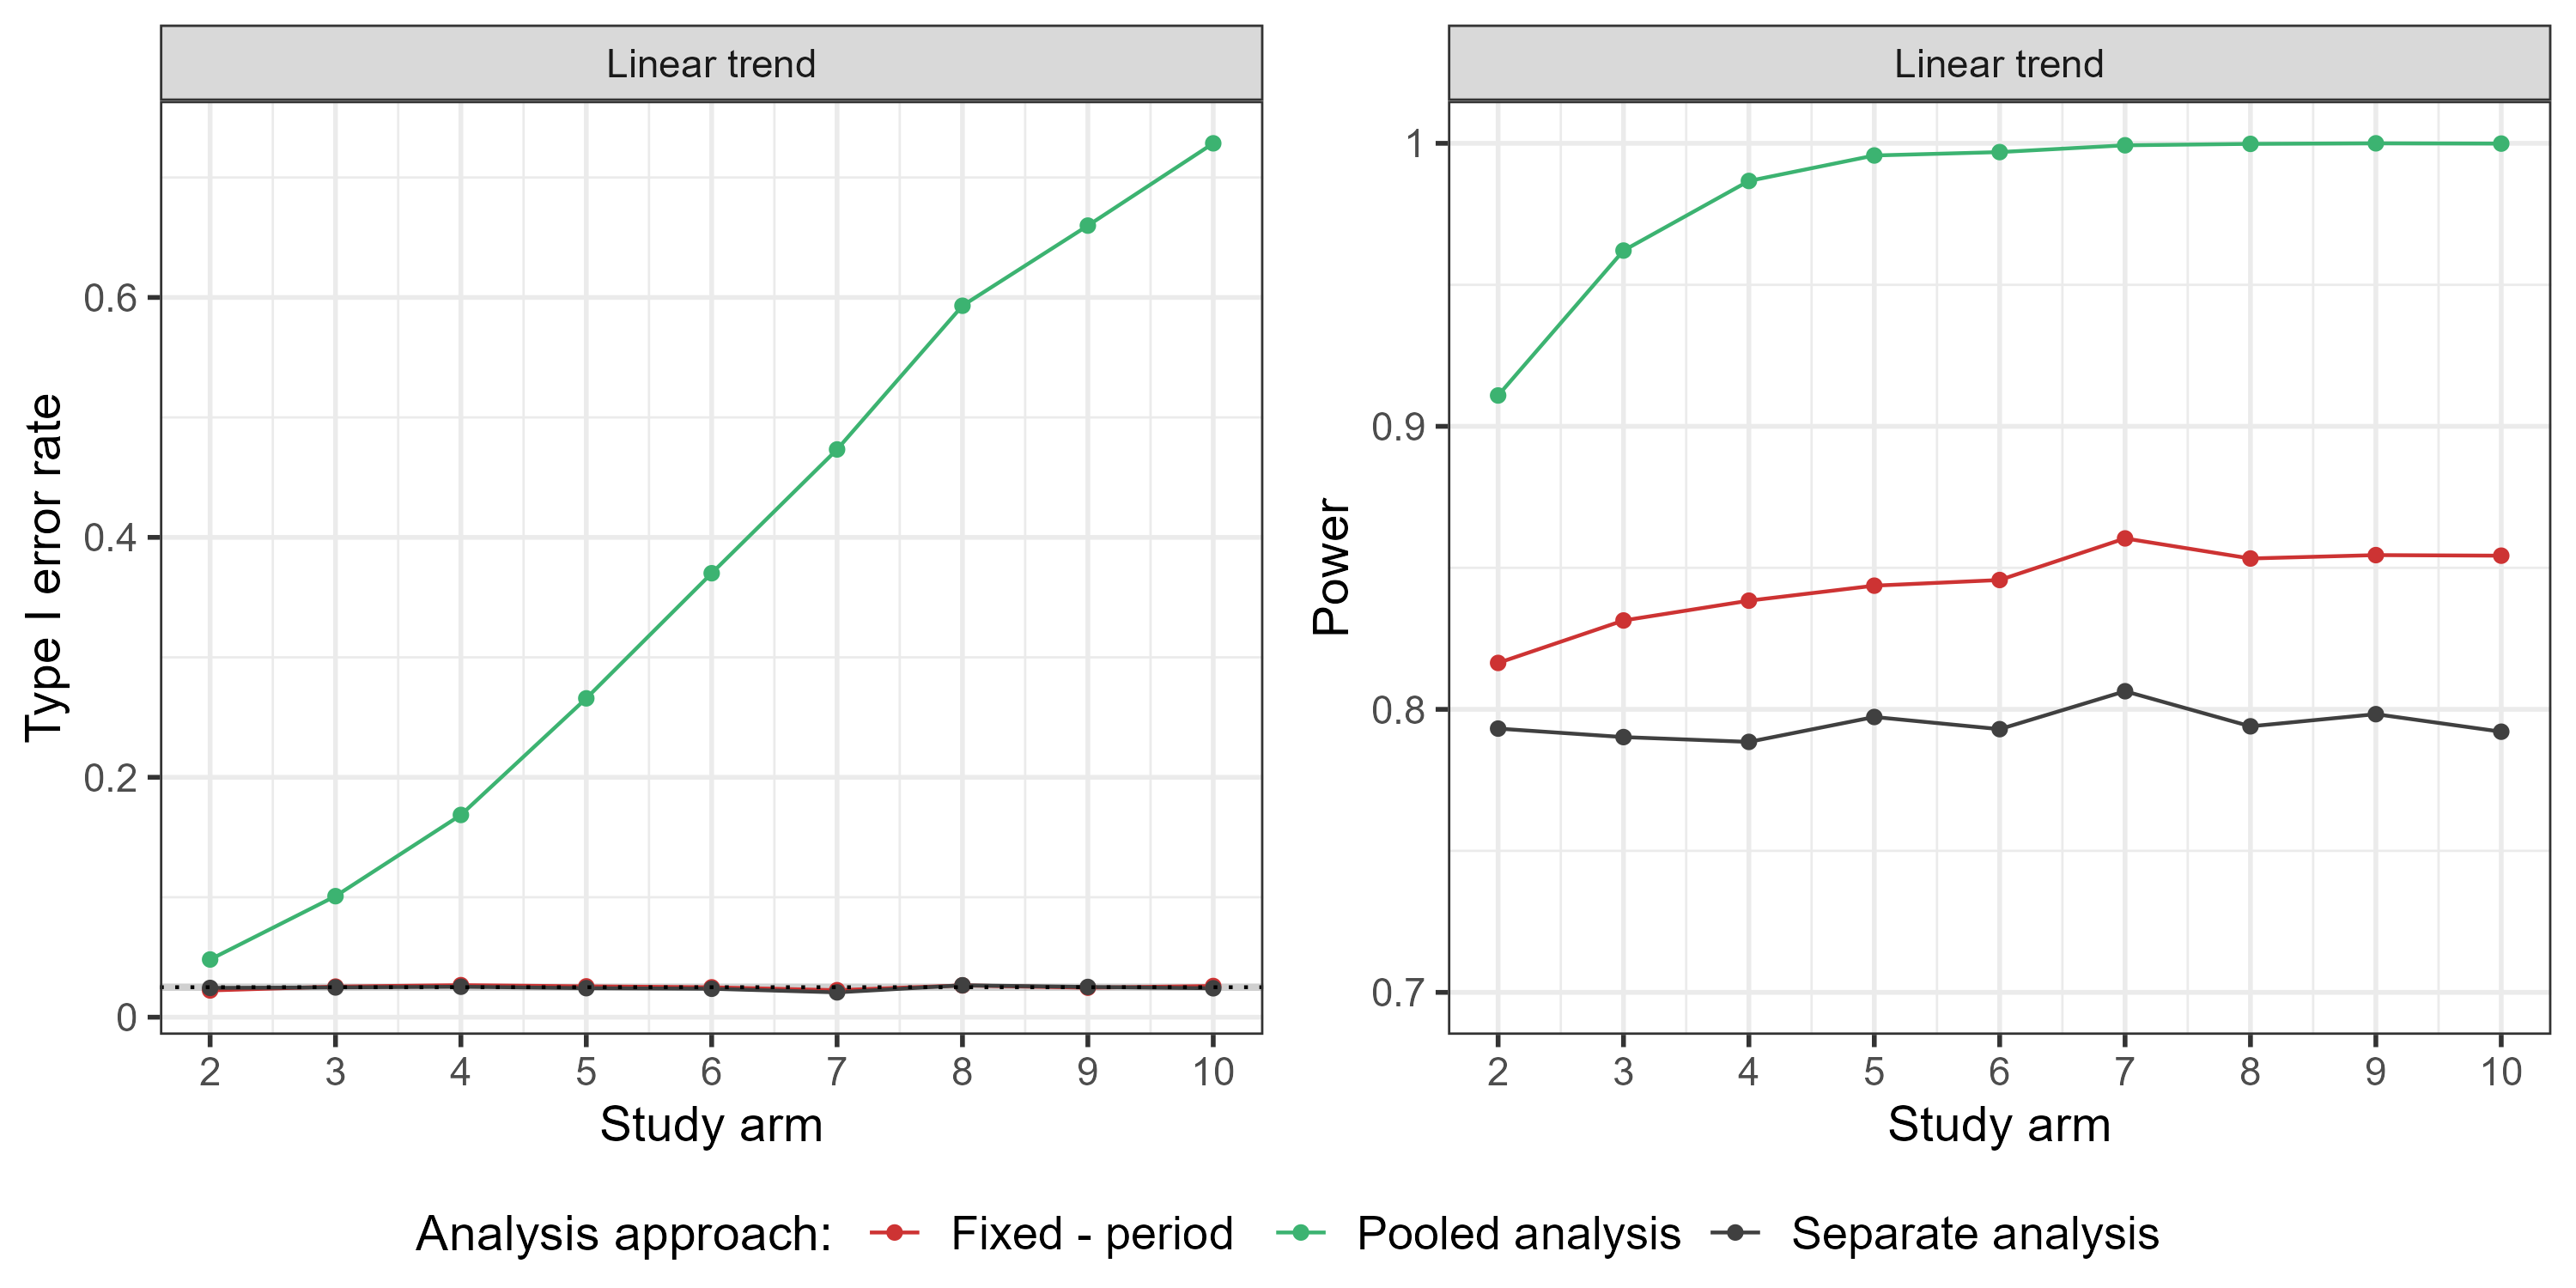 Linear trend
Type I error rate
0.6
0.4
0.2
0
2 3 4 5 6 7 8 9 10
Study arm
Linear trend
Power
1
0.9
0.8
0.7
2 3 4 5 6 7 8 9 10
Study arm
Analysis approach: Fixed - period Pooled analysis Separate analysis